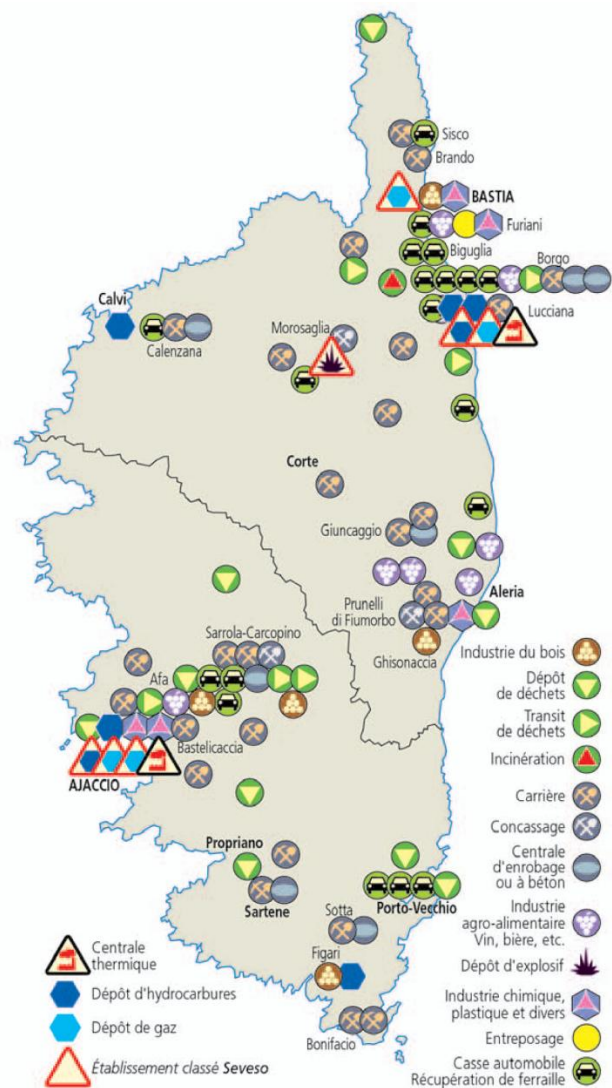 Sisco
Brando
BASTIA
Furiani
Biguglia
Borgo
Calvi
Calenzana
Morosaglia
Lucciana
Corte
Giuncaggio
Aleria
Prunelli
di Fiumorbo
Ghisonaccia
Sarrola-Carcopino
Afa
Bastelicaccia
AJACCIO
Propriano
Sartene
Porto-Vecchio
Sotta
Figari
Bonifacio
Centrale
thermique
Dépôt d'hydrocarbures
Dépôt de gaz
Établissement classé Seveso
Industrie du bois
Dépôt
de déchets
Transit
de déchets
Incinération
Carrière
Concassage
Centrale
d'enrobage
ou à béton
Industrie
agro-alimentaire
Vin, bière, etc.
Dépôt d'explosif
Industrie chimique,
plastique et divers
Entreposage
Casse automobile
Récupération de ferraille